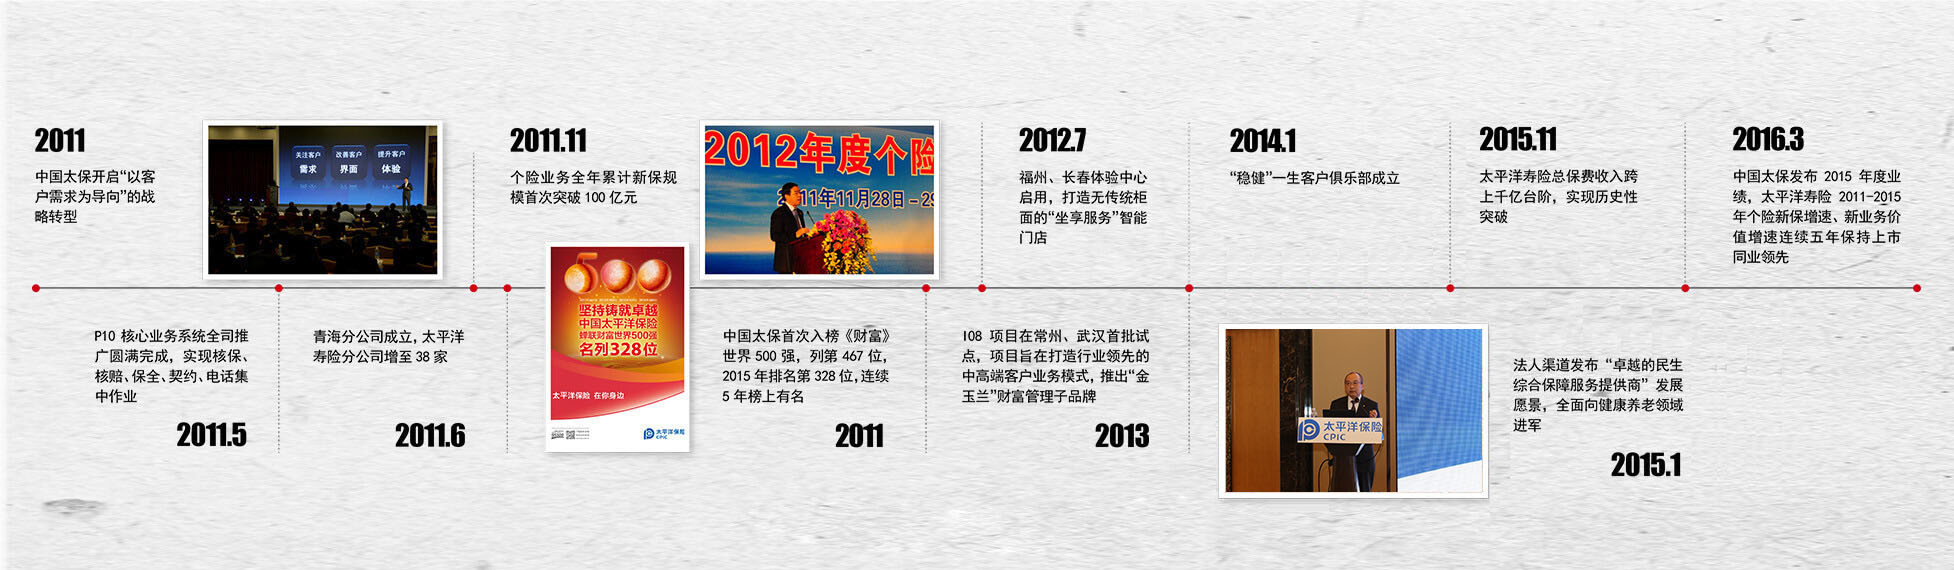 2011
中国太保开启“以客
户需求为导向”的战
略转型
关注客户
需求
改善客户
界面
提升客户
体验
2011.11
个险业务全年累计新保规
模首次突破 100 亿元
2012年度个险
2011年11月28日－29
2012.7
福州、长春体验中心
启用，打造无传统柜
面的“坐享服务”智能
门店
2014.1
“稳健”一生客户俱乐部成立
2015.11
太平洋寿险总保费收入跨
上千亿台阶，实现历史性
突破
2016.3
中国太保发布 2015 年度业
绩，太平洋寿险 2011-2015
年个险新保增速、新业务价
值增速连续五年保持上市
同业领先
P10 核心业务系统全司推
广圆满完成，实现核保、
核赔、保全、契约、电话集
中作业
2011.5
青海分公司成立，太平洋
寿险分公司增至 38 家
2011.6
500
坚持铸就卓越
中国太平洋保险
蝉联财富世界500强
名列328位
太平洋保险 在你身边
太平洋保险
CPIC
中国太保首次入榜《财富》
世界 500 强，列第 467 位，
2015 年排名第 328 位，连续
5 年榜上有名
2011
I08 项目在常州、武汉首批试
点，项目旨在打造行业领先的
中高端客户业务模式，推出“金
玉兰”财富管理子品牌
2013
太平洋保险
CPIC
法人渠道发布“卓越的民生
综合保障服务提供商”发展
愿景，全面向健康养老领域
进军
2015.1